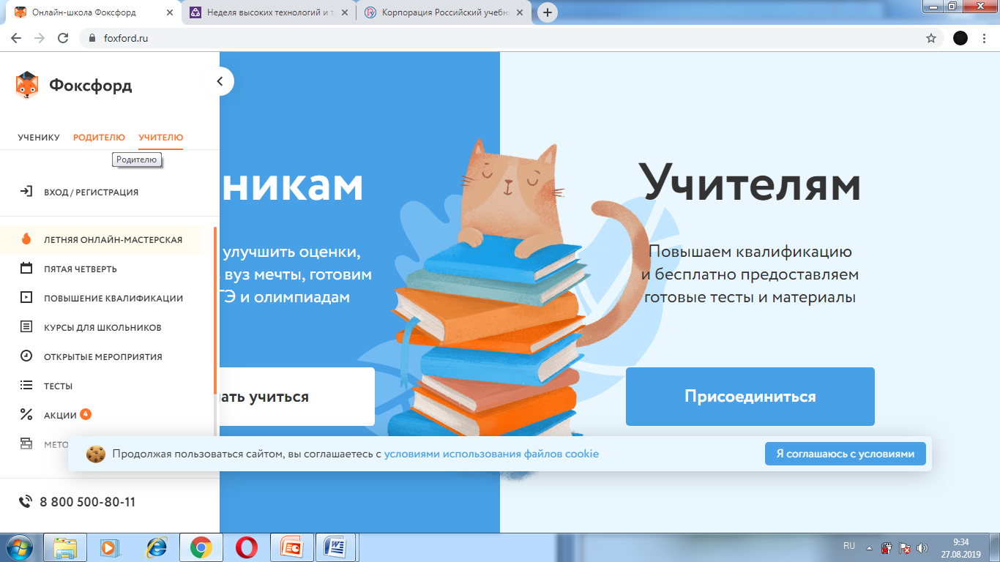 Онлайн-школа Фоксфорд
Неделя высоких технологий и т
Корпорация Российский учебн
foxford.ru
Фоксфорд
УЧЕНИКУ РОДИТЕЛЮ УЧИТЕЛЮ
Родителю
ВХОД / РЕГИСТРАЦИЯ
ЛЕТНЯЯ ОНЛАЙН-МАСТЕРСКАЯ
ПЯТАЯ ЧЕТВЕРТЬ
ПОВЫШЕНИЕ КВАЛИФИКАЦИИ
КУРСЫ ДЛЯ ШКОЛЬНИКОВ
ОТКРЫТЫЕ МЕРОПРИЯТИЯ
ТЕСТЫ
АКЦИИ 4
МЕТО
8 800 500-80-11
никам
улучшить оценки,
вуз мечты, готовим
ГЭ и олимпиадам
ать учиться
Учителям
Повышаем квалификацию
и бесплатно предоставляем
готовые тесты и материалы
Присоединиться
Продолжая пользоваться сайтом, вы соглашаетесь с условиями использования файлов cookie
Я соглашаюсь с условиями
RU
9:34
27.08.2019